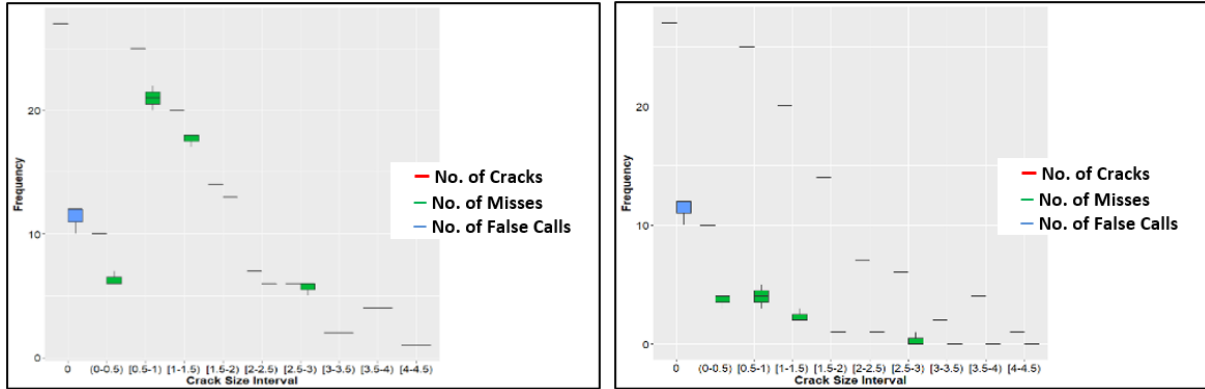 20
10
0
Frequency
0 (0-0.5) [0.5-1) [1-1.5) [1.5-2) [2-2.5) [2.5-3) [3-3.5) [3.5-4) [4-4.5)
Crack Size Interval
No. of Cracks
No. of Misses
No. of False Calls
20
10
0
Frequency
0 (0-0.5) [0.5-1) [1-1.5) [1.5-2) [2-2.5) [2.5-3) [3-3.5) [3.5-4) [4-4.5)
Crack Size Interval
No. of Cracks
No. of Misses
No. of False Calls